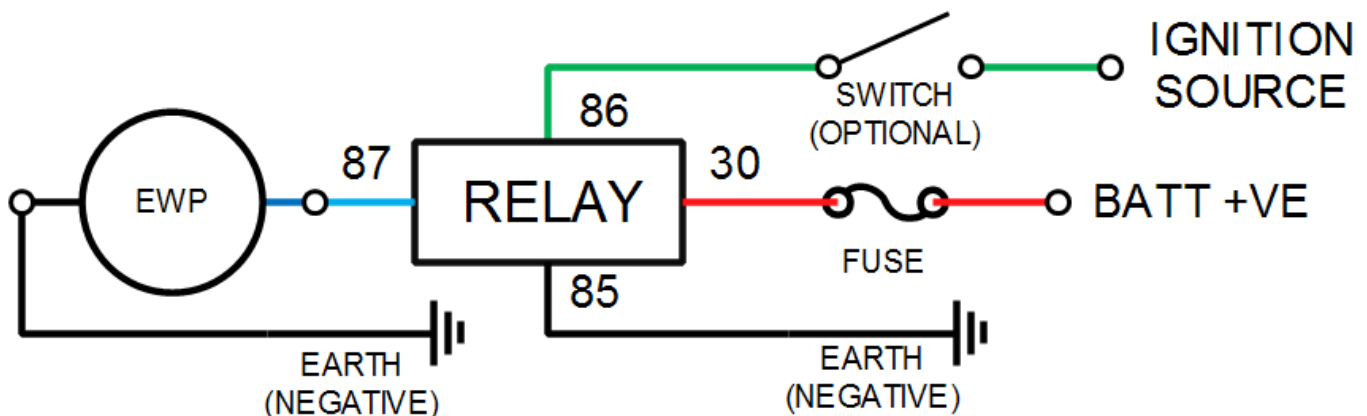 IGNITION
SOURCE
SWITCH
(OPTIONAL)
86
87
30
EWP
RELAY
BATT +VE
FUSE
85
EARTH
(NEGATIVE)
EARTH
(NEGATIVE)